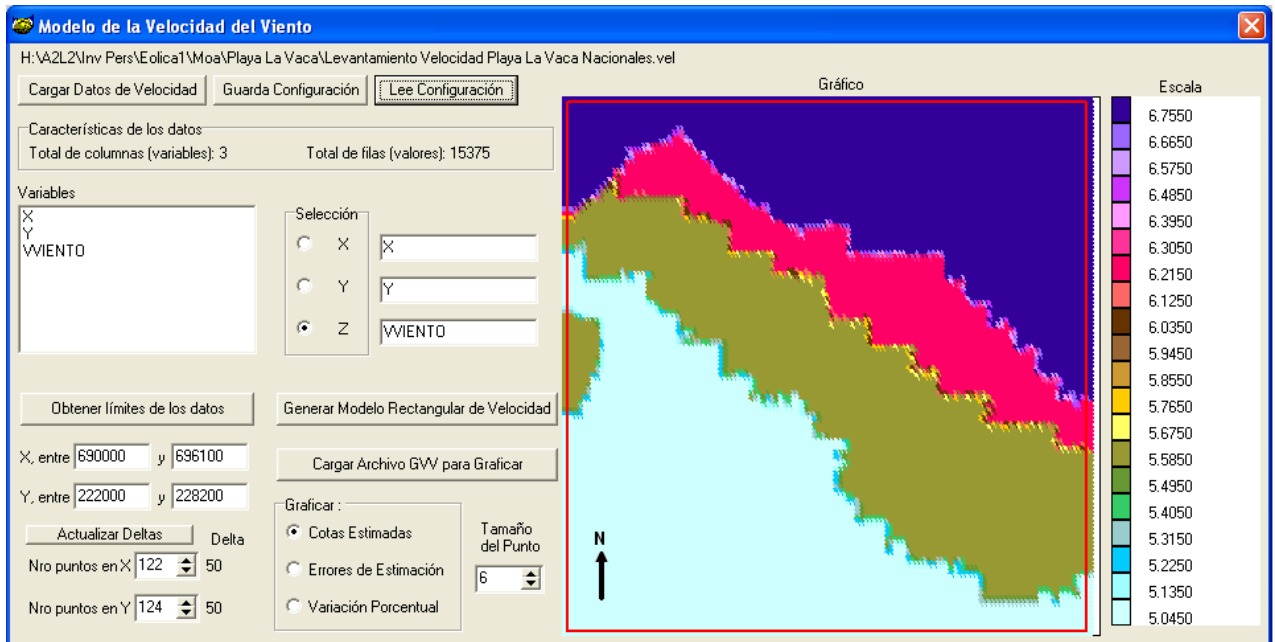 Modelo de la Velocidad del Viento
H:\A2L2\Inv Pers\Eolica1\Moa\Playa La Vaca\Levantamiento Velocidad Playa La Vaca Nacionales.vel
Cargar Datos de Velocidad Guarda Configuración Lee Configuración
Características de los datos
Total de columnas (variables): 3 Total de filas (valores): 15375
Variables
X
Y
VVIENTO
Selección
X X
Y Y
Z VVIENTO
Obtener límites de los datos Generar Modelo Rectangular de Velocidad
X, entre 690000 y 696100
Cargar Archivo GVV para Graficar
Y, entre 222000 y 228200
Actualizar Deltas Delta
Nro puntos en X 122 50
Nro puntos en Y 124 50
Graficar :
Cotas Estimadas
Errores de Estimación
Variación Porcentual
Tamaño
del Punto
6
Gráfico
N
Escala
6.7550
6.6650
6.5750
6.4850
6.3950
6.3050
6.2150
6.1250
6.0350
5.9450
5.8550
5.7650
5.6750
5.5850
5.4950
5.4050
5.3150
5.2250
5.1350
5.0450